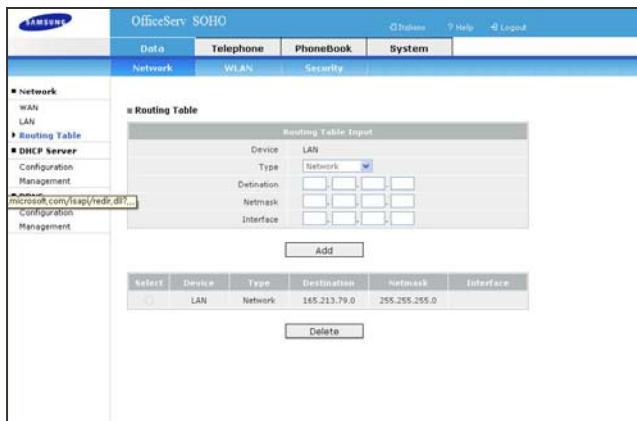 SAMSUNG
OfficeServ SOHO
Italiano ? Help Logout
Data Telephone PhoneBook System
Network WLAN Security
Network
WAN
LAN
Routing Table
DHCP Server
Configuration
Management
microsoft.com/isapi/redir.dll?...
Configuration
Management
Routing Table
Routing Table Input
Device LAN
Type Network
Detination
Netmask
Interface
Add
Select Device Type Destination Netmask Interface
LAN Network 165.213.79.0 255.255.255.0
Delete